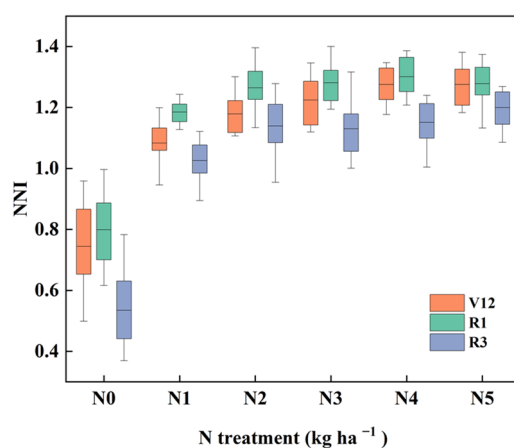 1.4
1.2
1.0
0.8
0.6
0.4
NNI
V12
R1
R3
N0 N1 N2 N3 N4 N5
N treatment (kg ha ⁻¹)